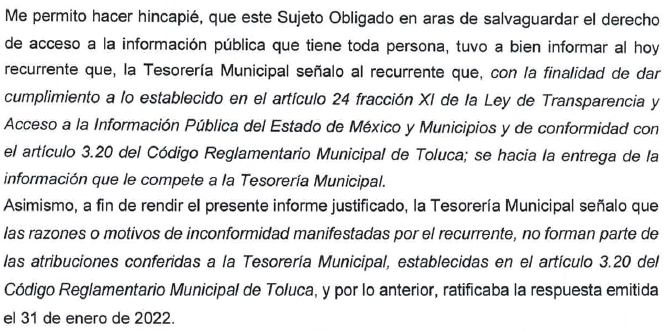 Me permito hacer hincapié, que este Sujeto Obligado en aras de salvaguardar el derecho
de acceso a la información pública que tiene toda persona, tuvo a bien informar al hoy
recurrente que, la Tesorería Municipal señalo al recurrente que, con la finalidad de dar
cumplimiento a lo establecido en el artículo 24 fracción XI de la Ley de Transparencia y
Acceso a la Información Pública del Estado de México y Municipios y de conformidad con
el artículo 3.20 del Código Reglamentario Municipal de Toluca; se hacia la entrega de la
información que le compete a la Tesorería Municipal.
Asimismo, a fin de rendir el presente informe justificado, la Tesorería Municipal señalo que
las razones o motivos de inconformidad manifestadas por el recurrente, no forman parte de
las atribuciones conferidas a la Tesorería Municipal, establecidas en el artículo 3.20 del
Código Reglamentario Municipal de Toluca, y por lo anterior, ratificaba la respuesta emitida
el 31 de enero de 2022.